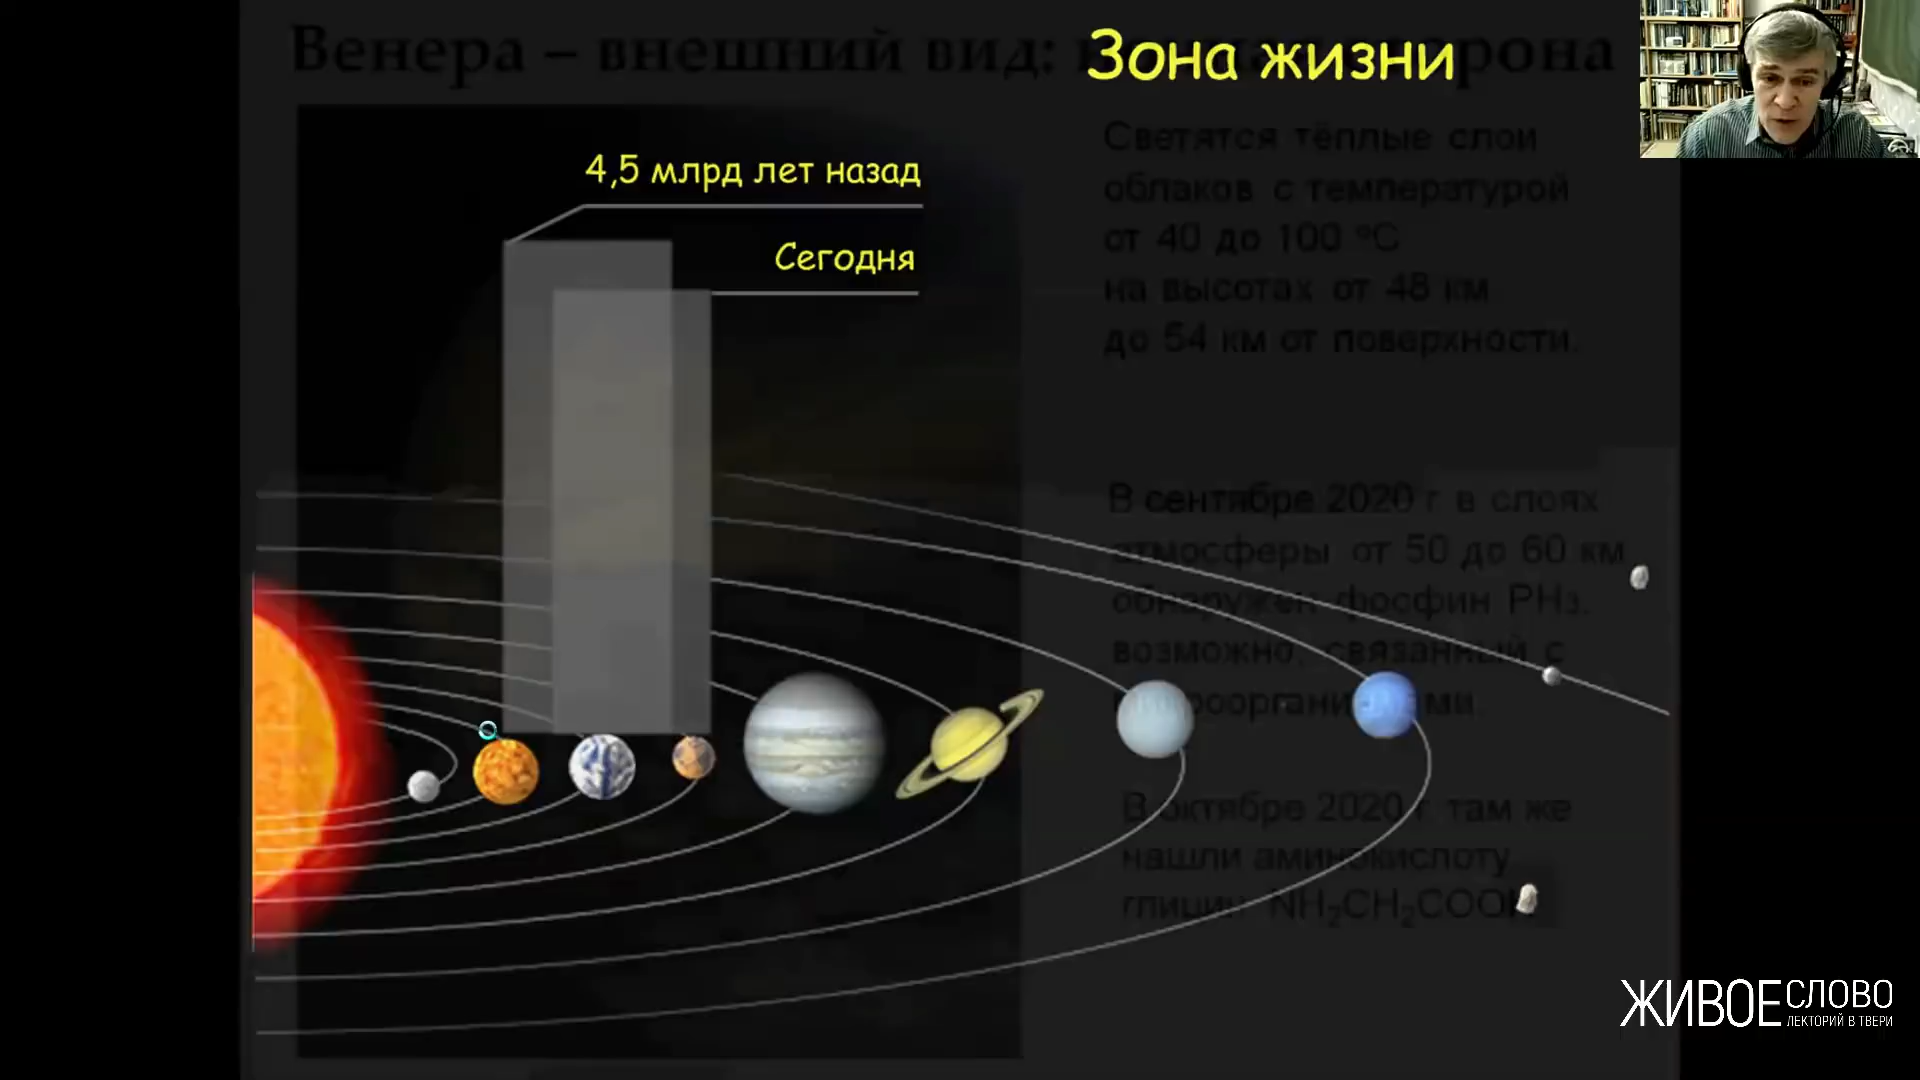 Венера – внешний вид:
Зона жизни
4,5 млрд лет назад
Сегодня
Светятся тёплые слои
облаков с температурой
от 40 до 100 °C
на высотах от 48 км
до 54 км от поверхности.
В сентябре 2020 г в слоях
атмосферы от 50 до 60 км
обнаружен фосфин PH₃,
возможно, связанный с
микроорганизмами.
В октябре 2020 г. там же
нашли аминокислоту
глицин NH₂CH₂COOH
ЖИВОЕ СЛОВО
ЛЕКТОРИЙ В ТВЕРИ